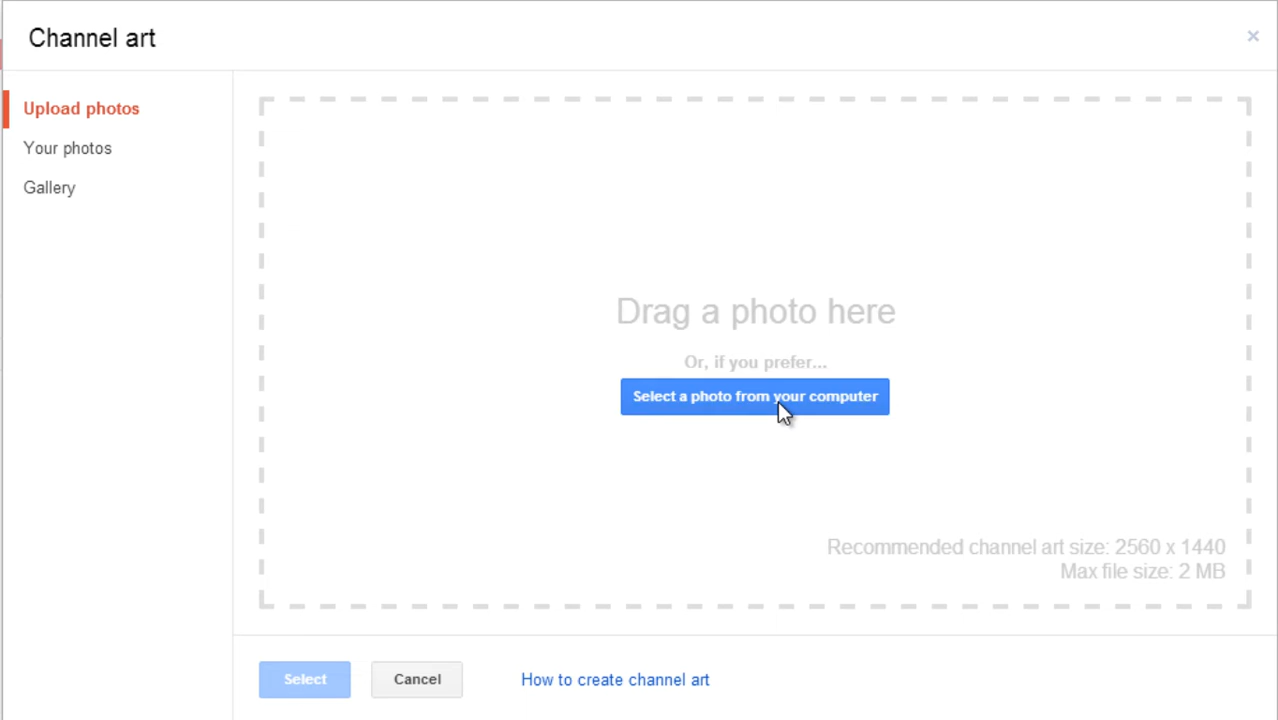 Channel art
×
Upload photos
Your photos
Gallery
Drag a photo here
Or, if you prefer...
Select a photo from your computer
Recommended channel art size: 2560 x 1440
Max file size: 2 MB
Select
Cancel
How to create channel art